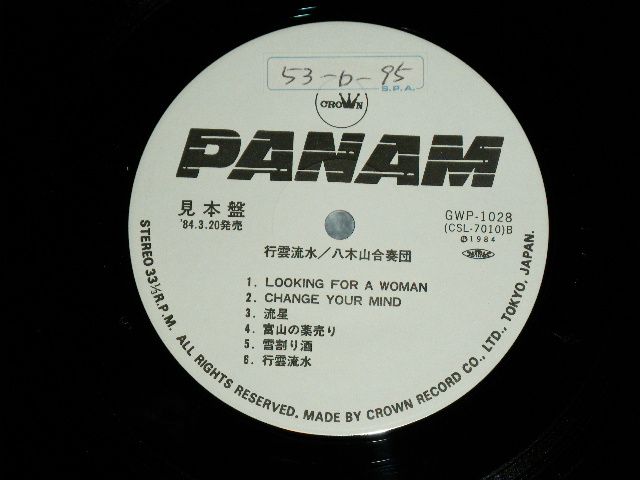 53-b-95
S.P.A.
CROWN
PANAM
見本盤
'84.3.20発売
GWP-1028
(CSL-7010)B
℗1984
行雲流水/八木山合奏団
1. LOOKING FOR A WOMAN
2. CHANGE YOUR MIND
3. 流星
4. 富山の薬売り
5. 雪割り酒
6. 行雲流水
STEREO 33⅓R.P.M. ALL RIGHTS RESERVED. MADE BY CROWN RECORD CO., LTD., TOKYO, JAPAN.